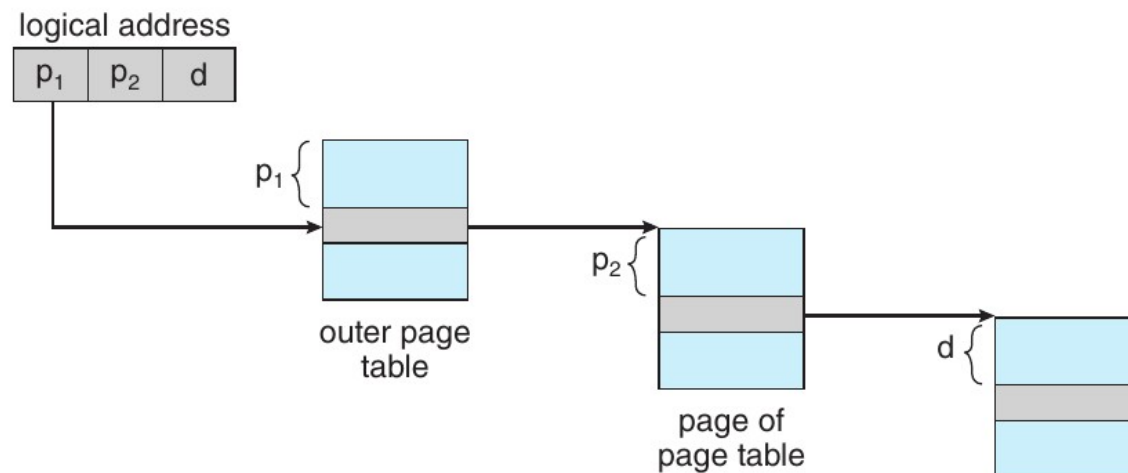 logical address
p₁ p₂ d
p₁
outer page
table
p₂
page of
page table
d